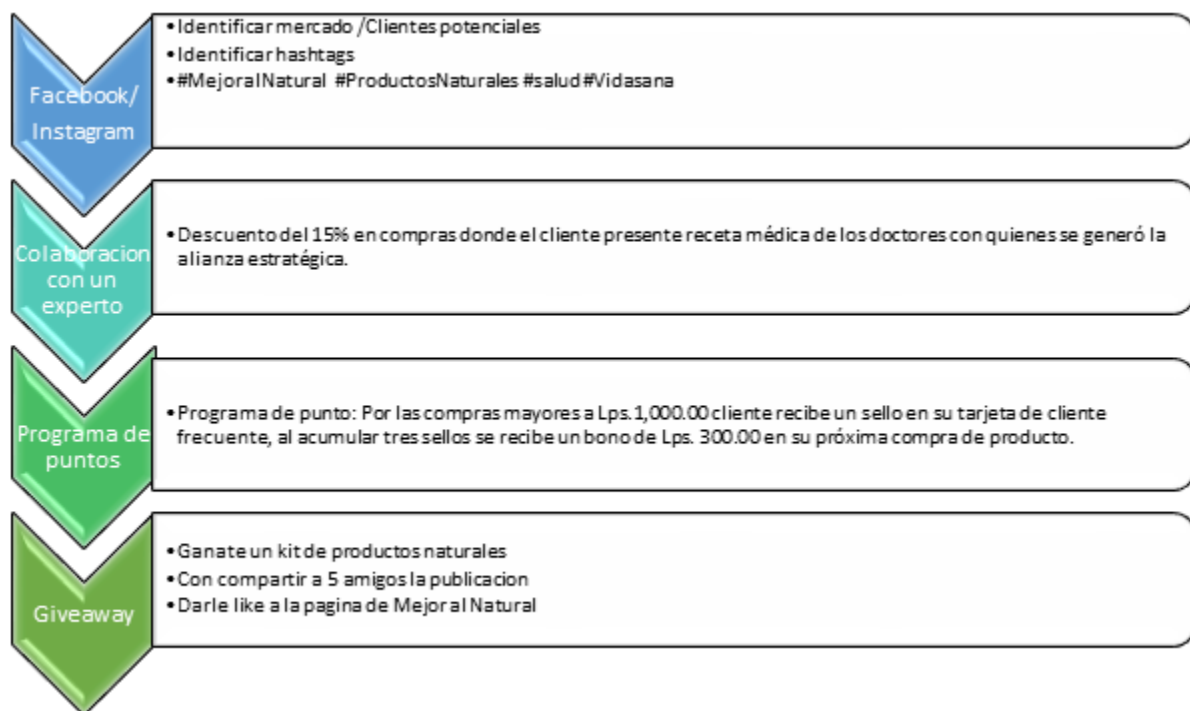 • Identificar mercado /Clientes potenciales
• Identificar hashtags
• #MejoralNatural #ProductosNaturales #salud#Vidasana
Facebook/
Instagram
• Descuento del 15% en compras donde el cliente presente receta médica de los doctores con quienes se generó la
alianza estratégica.
Colaboracion
con un
experto
• Programa de punto: Por las compras mayores a Lps.1,000.00 cliente recibe un sello en su tarjeta de cliente
frecuente, al acumular tres sellos se recibe un bono de Lps. 300.00 en su próxima compra de producto.
Programa de
puntos
• Ganate un kit de productos naturales
• Con compartir a 5 amigos la publicacion
• Darle like a la pagina de Mejoral Natural
Giveaway